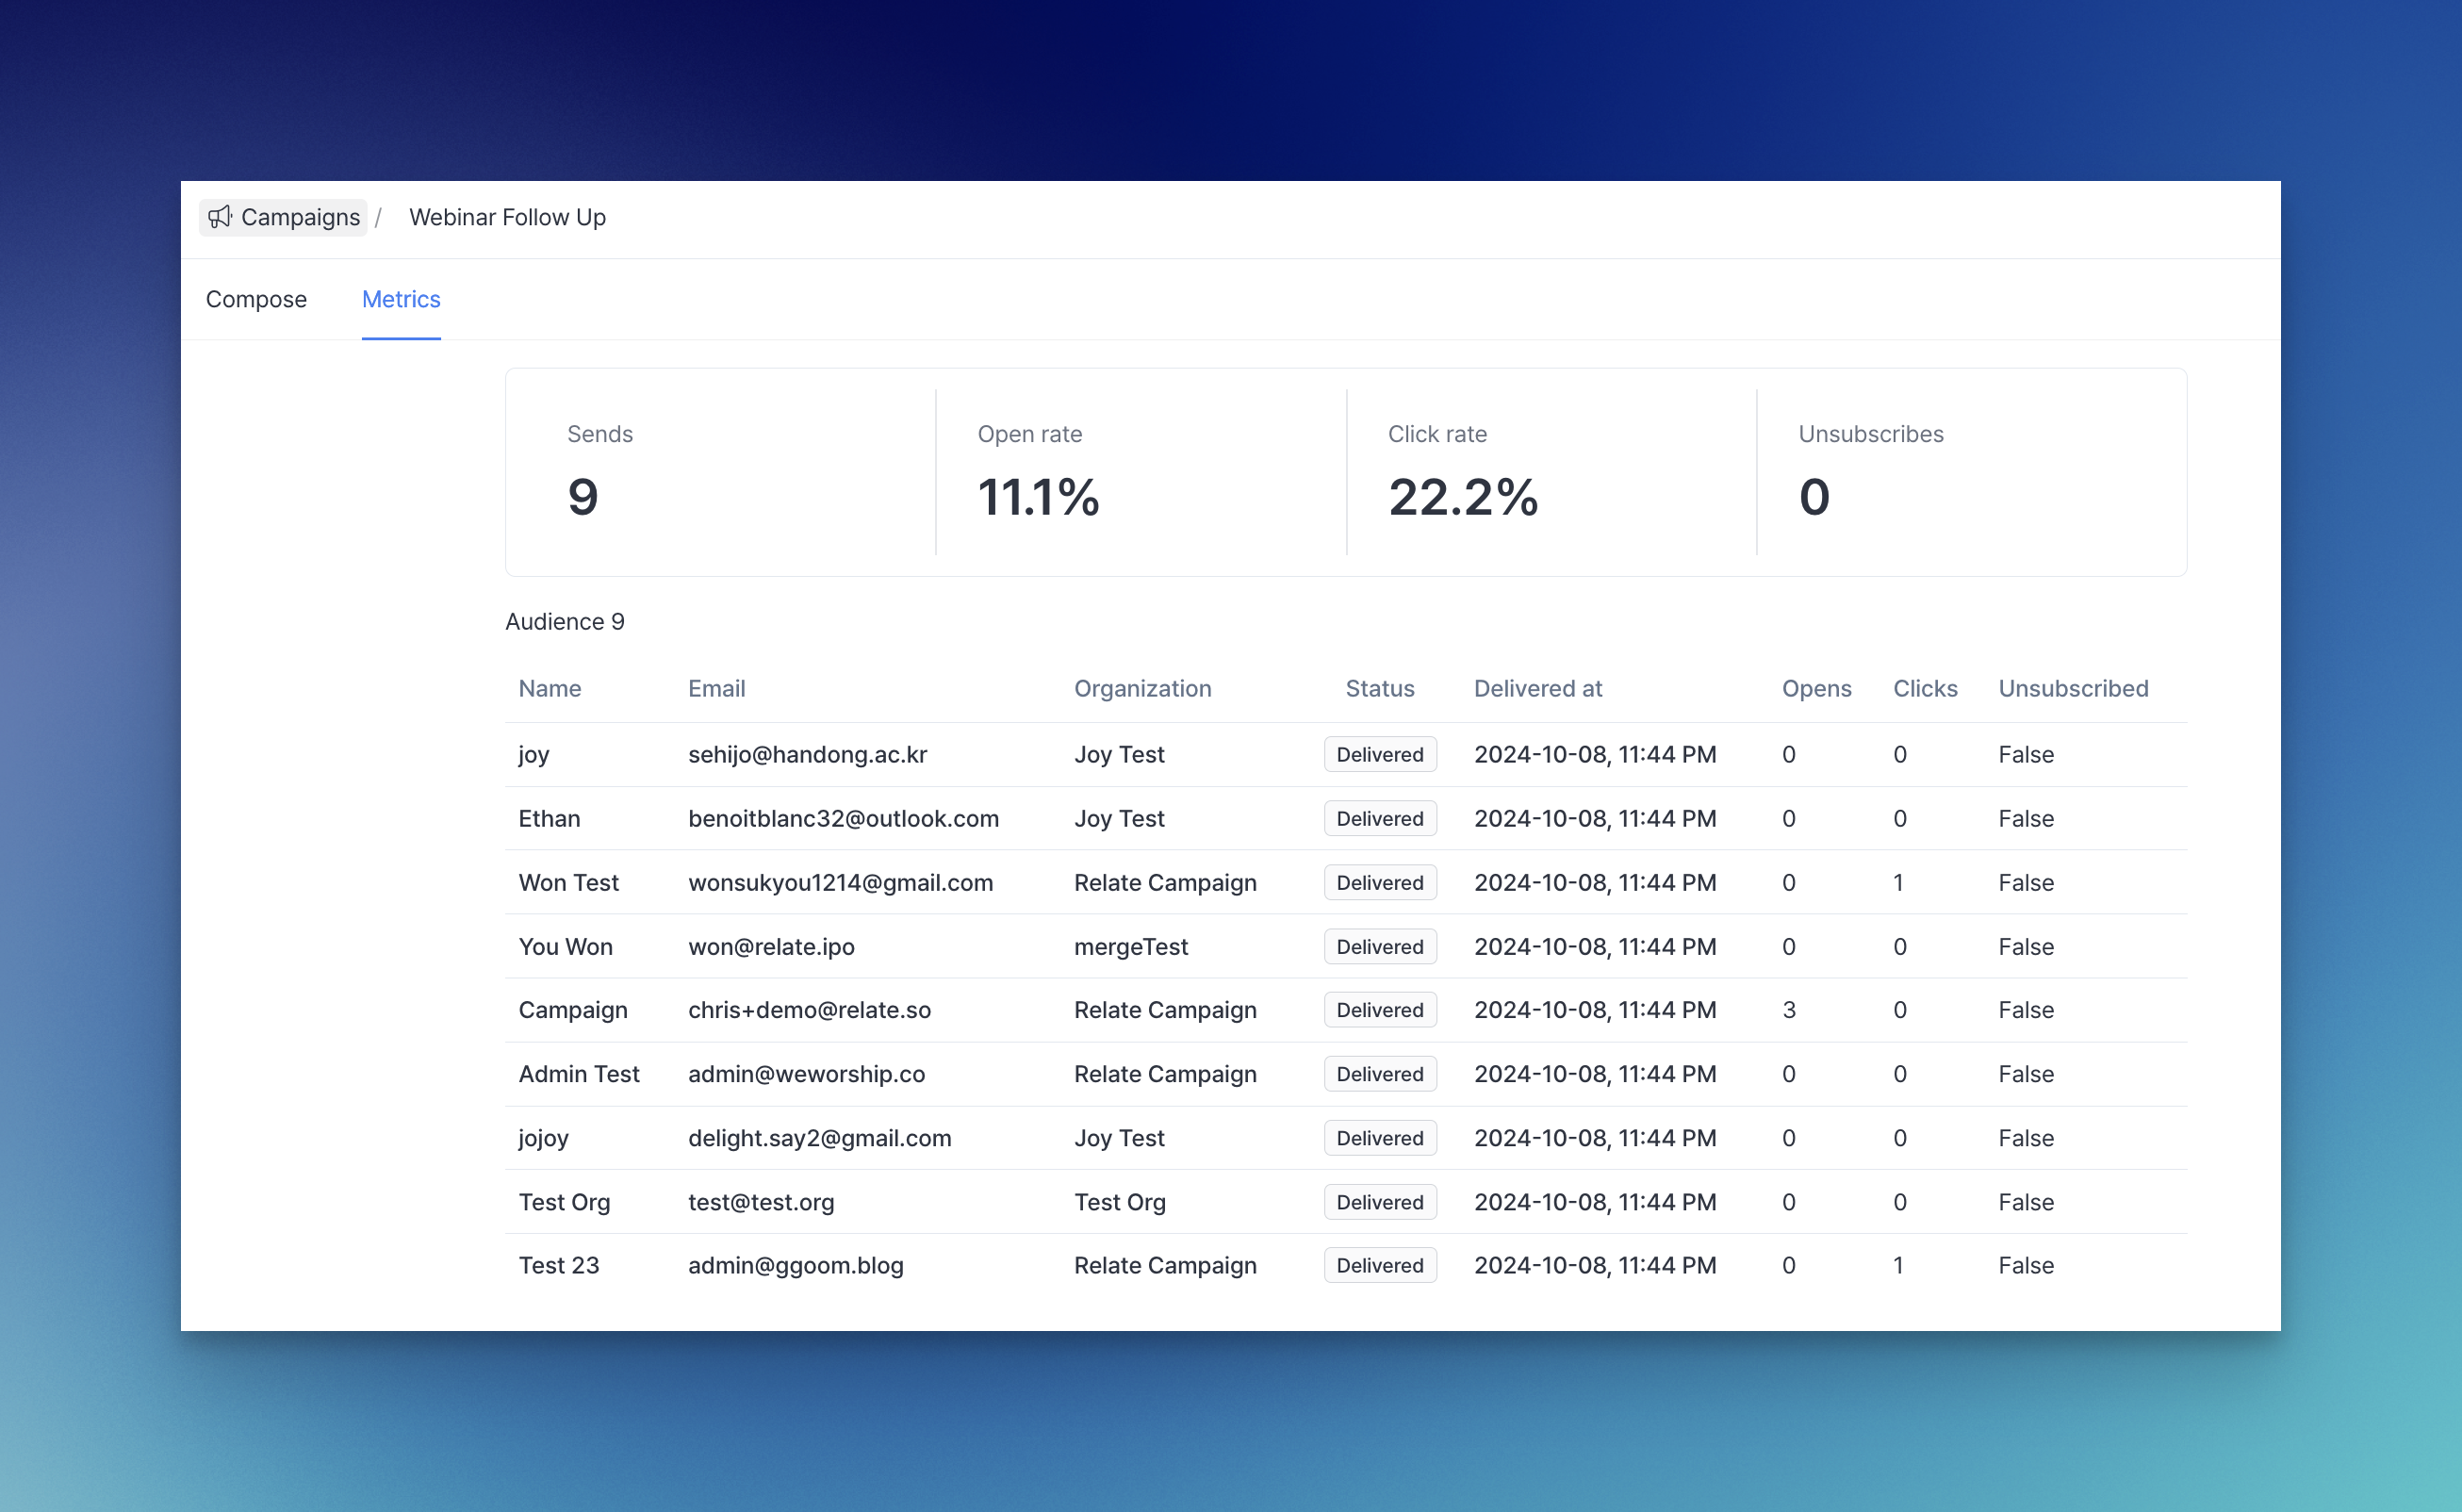 Campaigns / Webinar Follow Up
Compose Metrics
Sends Open rate Click rate Unsubscribes
9 11.1% 22.2% 0
Audience 9
Name Email Organization Status Delivered at Opens Clicks Unsubscribed
joy sehijo@handong.ac.kr Joy Test Delivered 2024-10-08, 11:44 PM 0 0 False
Ethan benoitblanc32@outlook.com Joy Test Delivered 2024-10-08, 11:44 PM 0 0 False
Won Test wonsukyou1214@gmail.com Relate Campaign Delivered 2024-10-08, 11:44 PM 0 1 False
You Won won@relate.ipo mergeTest Delivered 2024-10-08, 11:44 PM 0 0 False
Campaign chris+demo@relate.so Relate Campaign Delivered 2024-10-08, 11:44 PM 3 0 False
Admin Test admin@weworship.co Relate Campaign Delivered 2024-10-08, 11:44 PM 0 0 False
jojoy delight.say2@gmail.com Joy Test Delivered 2024-10-08, 11:44 PM 0 0 False
Test Org test@test.org Test Org Delivered 2024-10-08, 11:44 PM 0 0 False
Test 23 admin@ggoom.blog Relate Campaign Delivered 2024-10-08, 11:44 PM 0 1 False